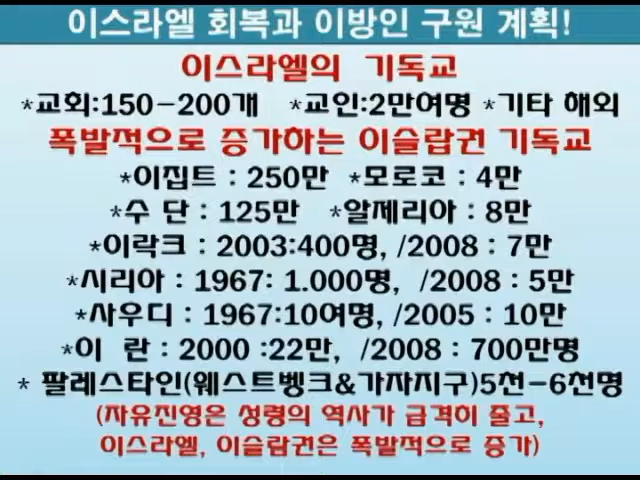 이스라엘 회복과 이방인 구원 계획!
이스라엘의 기독교
*교회:150-200개 *교인:2만여명 *기타 해외
폭발적으로 증가하는 이슬람권 기독교
*이집트 : 250만 *모로코 : 4만
*수 단 : 125만 *알제리아 : 8만
*이락크 : 2003:400명, /2008 : 7만
*시리아 : 1967: 1.000명, /2008 : 5만
*사우디 : 1967:10여명, /2005 : 10만
*이 란 : 2000 :22만, /2008 : 700만명
* 팔레스타인(웨스트벵크&가자지구)5천-6천명
(자유진영은 성령의 역사가 급격히 줄고,
이스라엘, 이슬람권은 폭발적으로 증가)